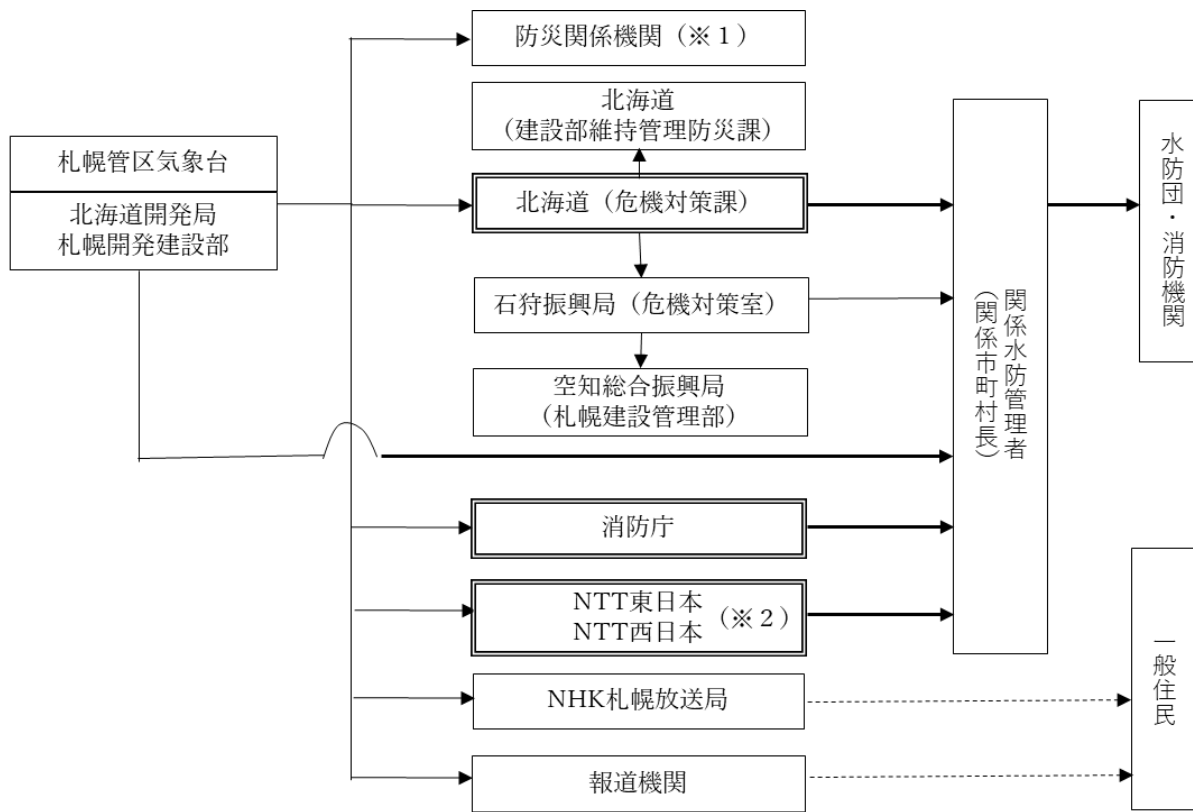 防災関係機関（※１）
北海道
（建設部維持管理防災課）
札幌管区気象台
北海道開発局
札幌開発建設部
北海道（危機対策課）
石狩振興局（危機対策室）
空知総合振興局
（札幌建設管理部）
消防庁
NTT東日本
NTT西日本
（※２）
NHK札幌放送局
報道機関
関係水防管理者
（関係市町村長）
水防団・消防機関
一般住民